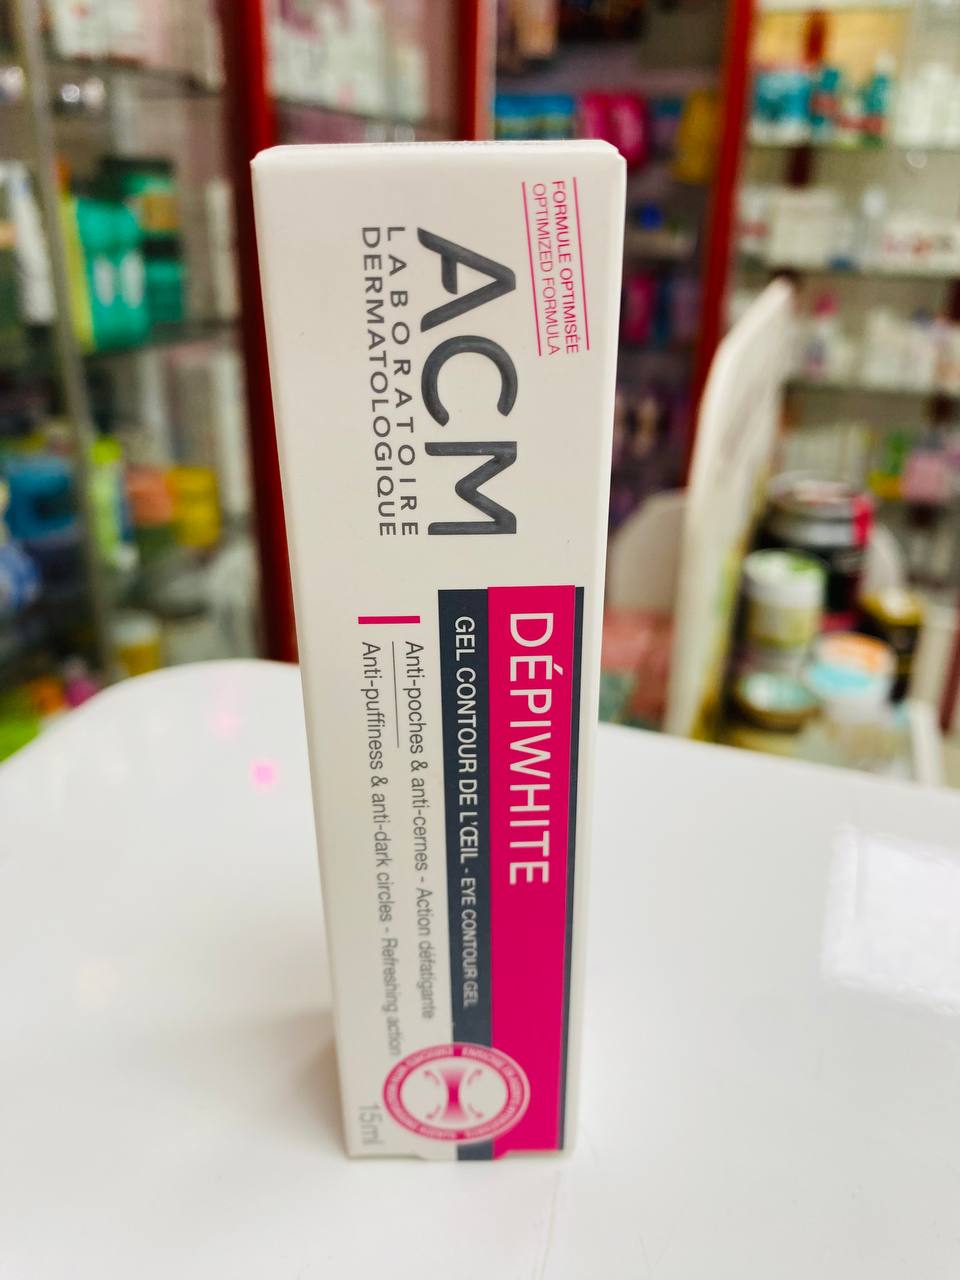 FORMULE OPTIMISÉE
OPTIMIZED FORMULA
ACM
LABORATOIRE
DERMATOLOGIQUE
DÉPIWHITE
GEL CONTOUR DE L'ŒIL - EYE CONTOUR GEL
Anti-poches & anti-cernes - Action défatigante
Anti-puffiness & anti-dark circles - Refreshing action
15ml